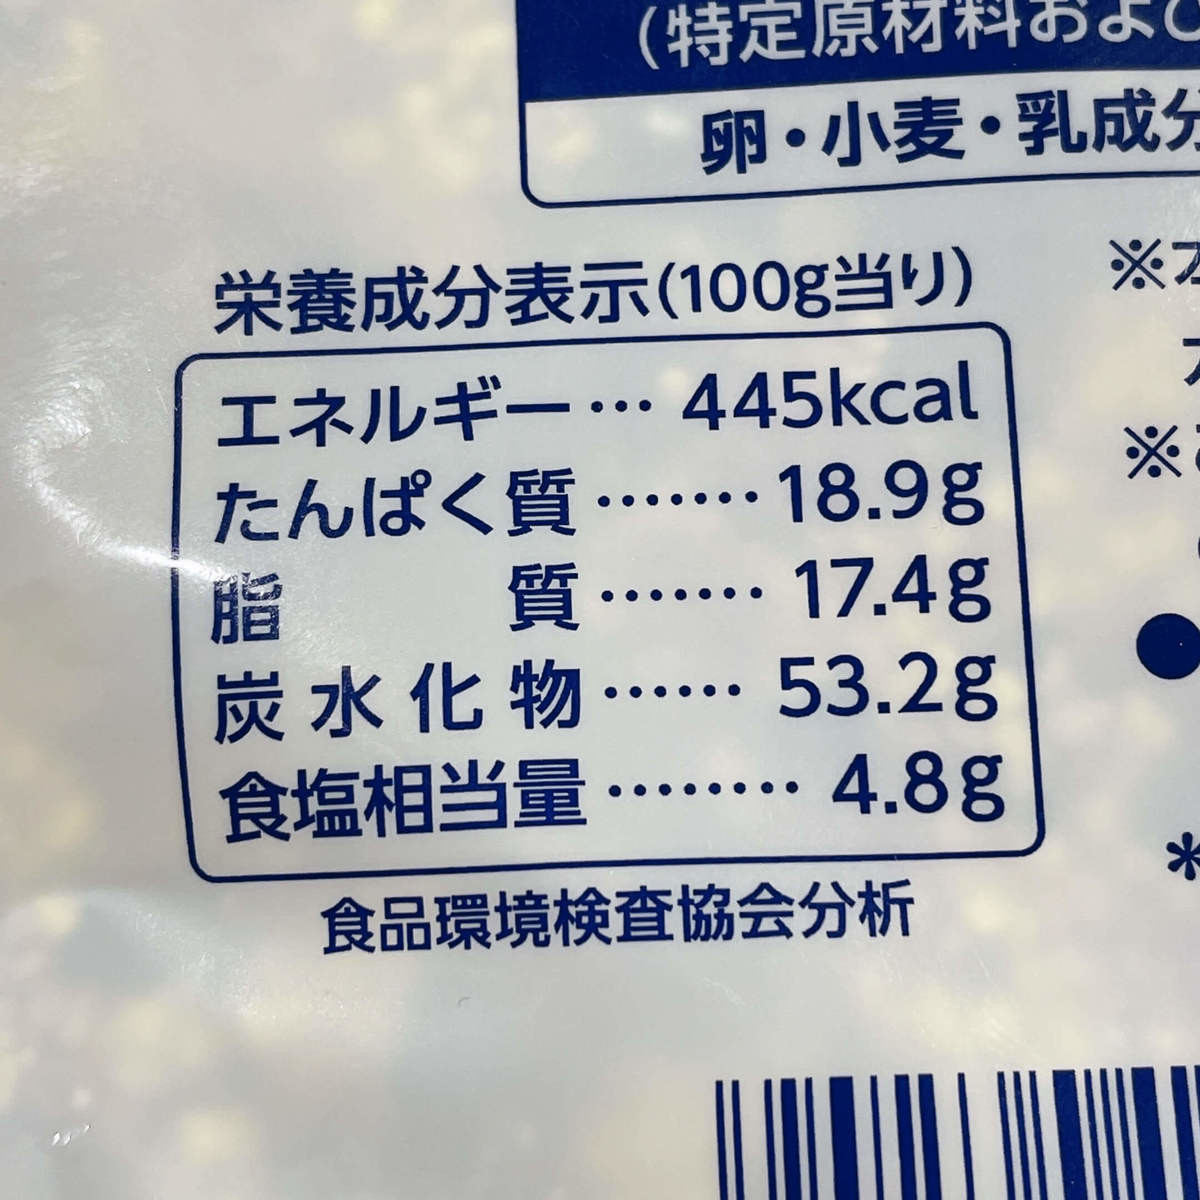 (特定原材料および
卵・小麦・乳成分
栄養成分表示(100g当り)
エネルギー… 445kcal
たんぱく質……… 18.9g
脂質……… 17.4g
炭水化物…… 53.2g
食塩相当量……… 4.8g
食品環境検査協会分析
※
※
●
*